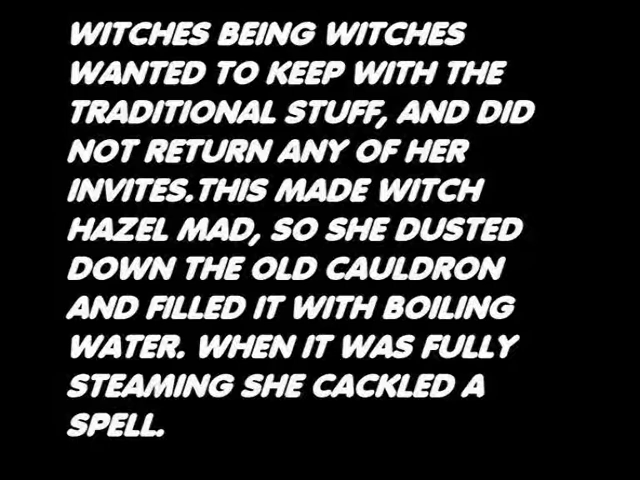 WITCHES BEING WITCHES
WANTED TO KEEP WITH THE
TRADITIONAL STUFF, AND DID
NOT RETURN ANY OF HER
INVITES.THIS MADE WITCH
HAZEL MAD, SO SHE DUSTED
DOWN THE OLD CAULDRON
AND FILLED IT WITH BOILING
WATER. WHEN IT WAS FULLY
STEAMING SHE CACKLED A
SPELL.